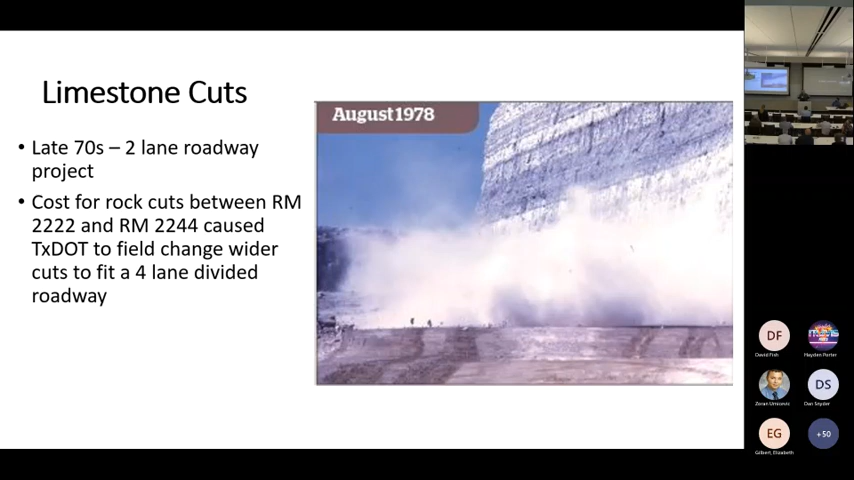 Limestone Cuts
August 1978
• Late 70s – 2 lane roadway
project
• Cost for rock cuts between RM
2222 and RM 2244 caused
TxDOT to field change wider
cuts to fit a 4 lane divided
roadway
DF
David Fish
Hayden Porter
DS
Dan Snyder
EG
Gilbert, Elizabeth
+50